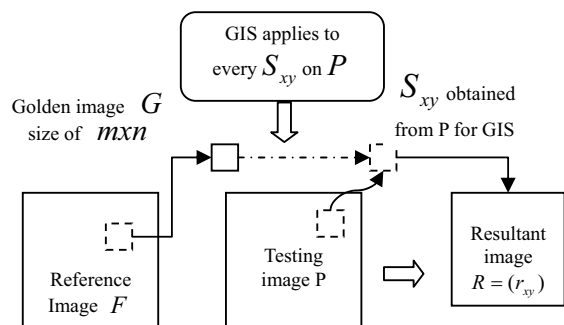 GIS applies to
every S_xy on P
Golden image G
size of mxn
S_xy obtained
from P for GIS
Reference
Image F
Testing
image P
Resultant
image
R = (r_xy)